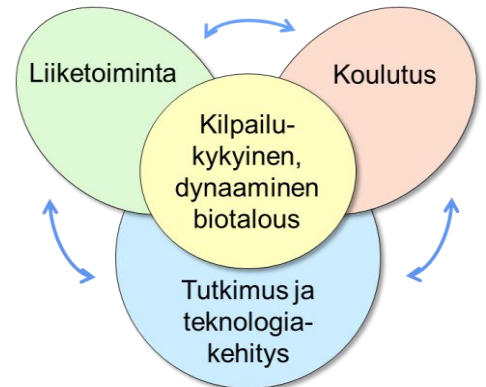 Liiketoiminta
Koulutus
Kilpailu-
kykyinen,
dynaaminen
biotalous
Tutkimus ja
teknologia-
kehitys